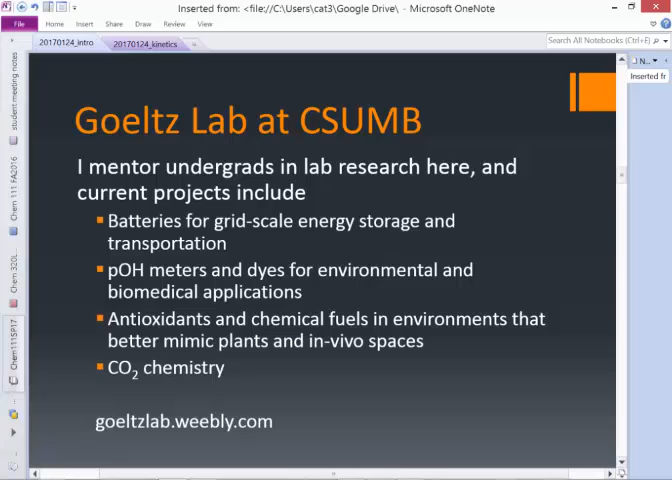 Inserted from: <file://C:\Users\cat3\Google Drive\ - Microsoft OneNote
File
Home
Insert
Share
Draw
Review
View
20170124_intro
20170124_kinetics
Search All Notebooks (Ctrl+E)
N...
Inserted fr
student meeting notes
Chem 111 FA2016
Chem 320L
Chem111SP17
Goeltz Lab at CSUMB
I mentor undergrads in lab research here, and
current projects include
Batteries for grid-scale energy storage and
transportation
pOH meters and dyes for environmental and
biomedical applications
Antioxidants and chemical fuels in environments that
better mimic plants and in-vivo spaces
CO₂ chemistry
goeltzlab.weebly.com